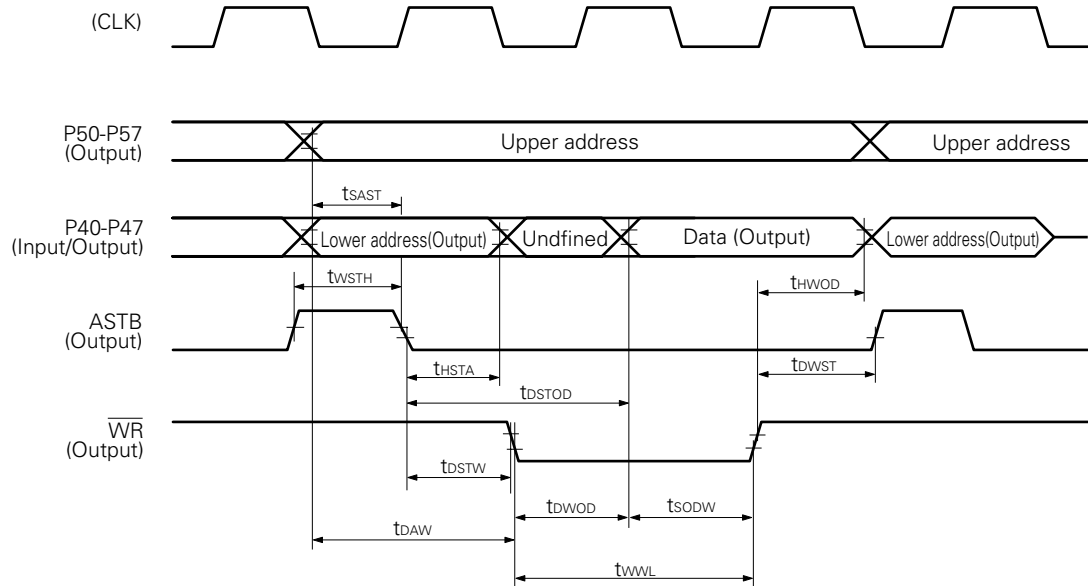 (CLK)
P50-P57
(Output)
Upper address
Upper address
tSAST
P40-P47
(Input/Output)
Lower address(Output)
Undfined
Data (Output)
Lower address(Output)
tWSTH
tHWOD
ASTB
(Output)
tHSTA
tDWST
tDSTOD
WR
(Output)
tDSTW
tDWOD
tSODW
tDAW
tWWL